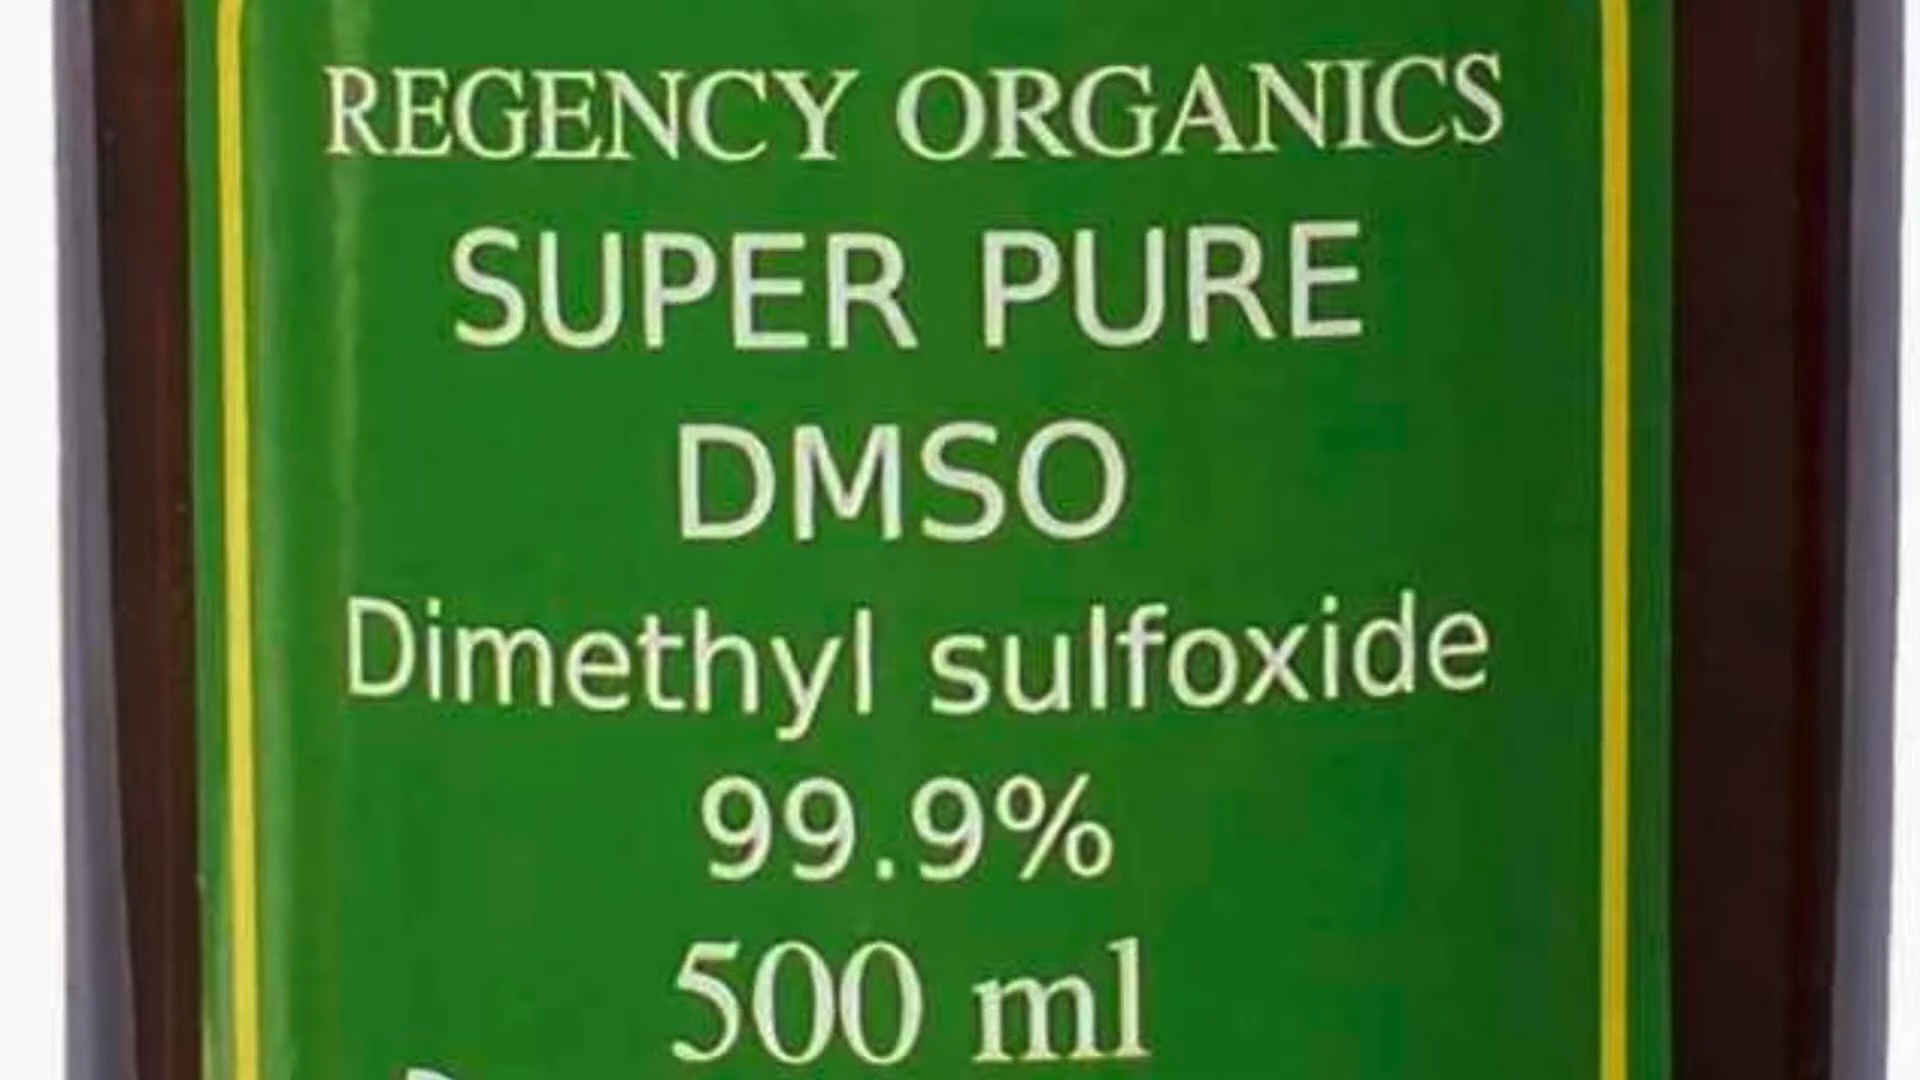 REGENCY ORGANICS
SUPER PURE
DMSO
Dimethyl sulfoxide
99.9%
500 ml